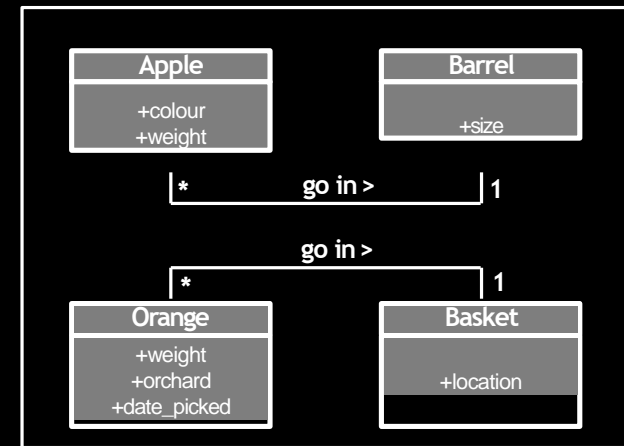 Apple
+colour
+weight
Barrel
+size
* go in > 1
go in >
* 1
Orange
+weight
+orchard
+date_picked
Basket
+location